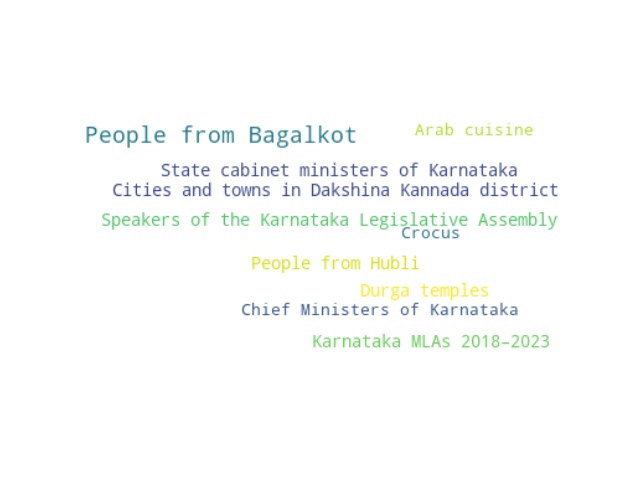 People from Bagalkot
Arab cuisine
State cabinet ministers of Karnataka
Cities and towns in Dakshina Kannada district
Speakers of the Karnataka Legislative Assembly
Crocus
People from Hubli
Durga temples
Chief Ministers of Karnataka
Karnataka MLAs 2018–2023